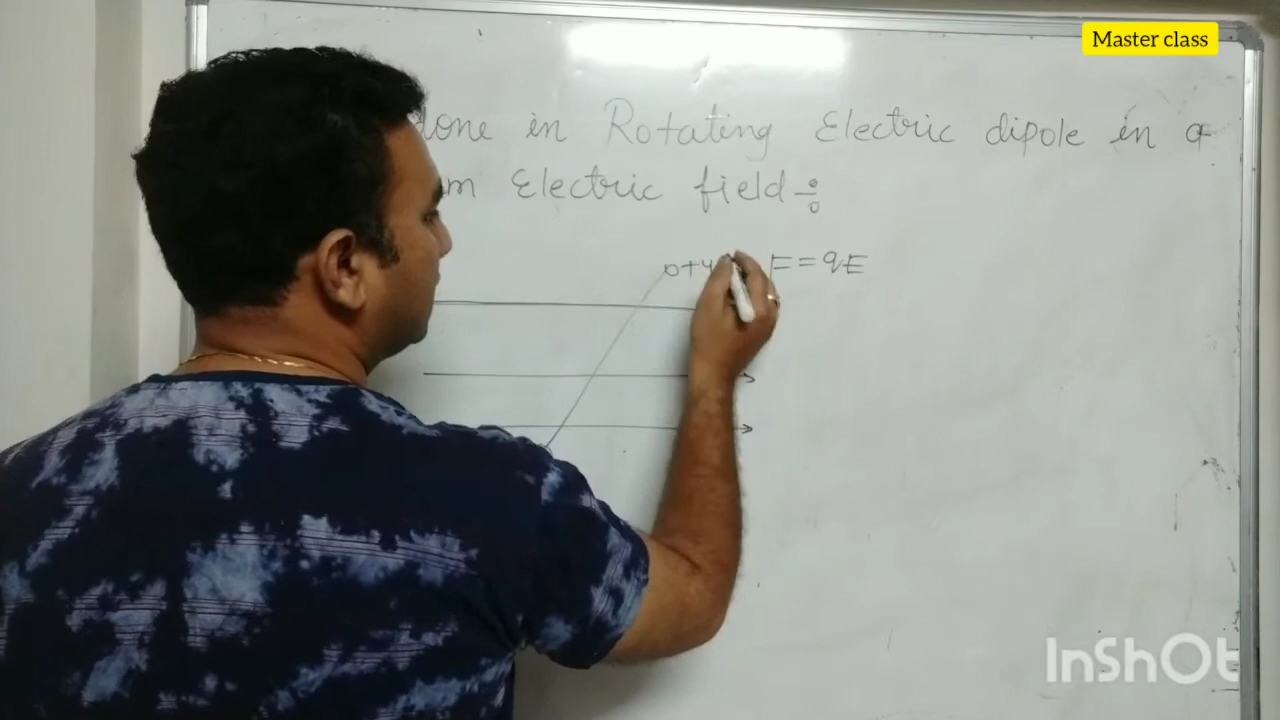 Master class
done in Rotating Electric dipole in a
Electric field÷
F=qE
InShOt